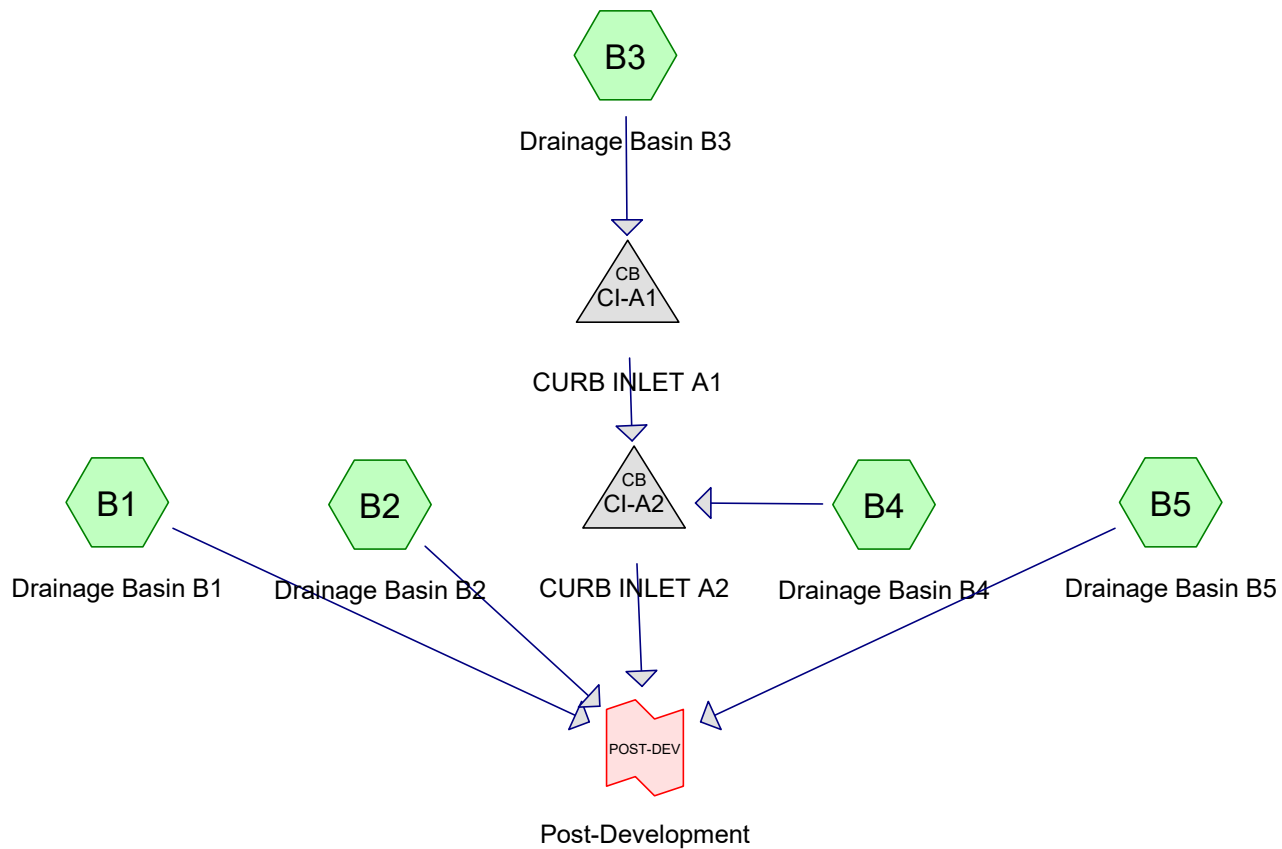 B3
Drainage Basin B3
CB
CI-A1
CURB INLET A1
B1
Drainage Basin B1
B2
Drainage Basin B2
CB
CI-A2
CURB INLET A2
B4
Drainage Basin B4
B5
Drainage Basin B5
POST-DEV
Post-Development